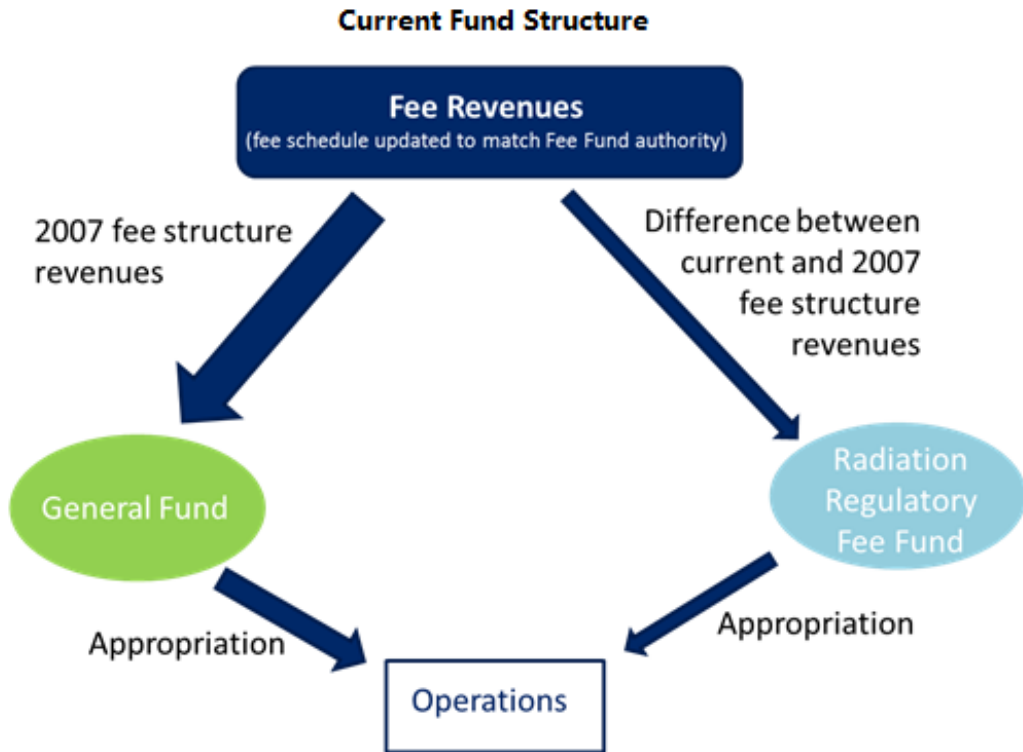 Current Fund Structure
Fee Revenues
(fee schedule updated to match Fee Fund authority)
2007 fee structure
revenues
Difference between
current and 2007
fee structure
revenues
General Fund
Radiation
Regulatory
Fee Fund
Appropriation
Appropriation
Operations